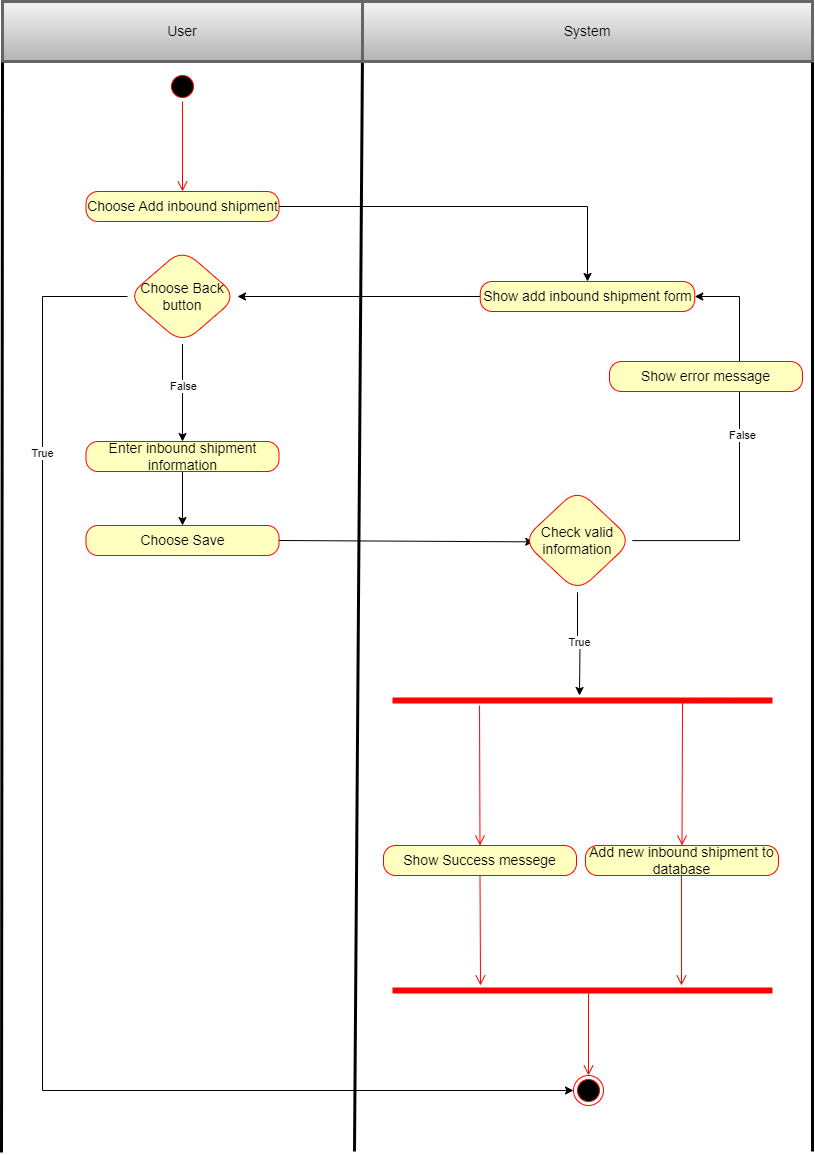 User
System
Choose Add inbound shipment
Choose Back
button
Show add inbound shipment form
Show error message
False
False
True
Enter inbound shipment
information
Choose Save
Check valid
information
True
Show Success messege
Add new inbound shipment to
database